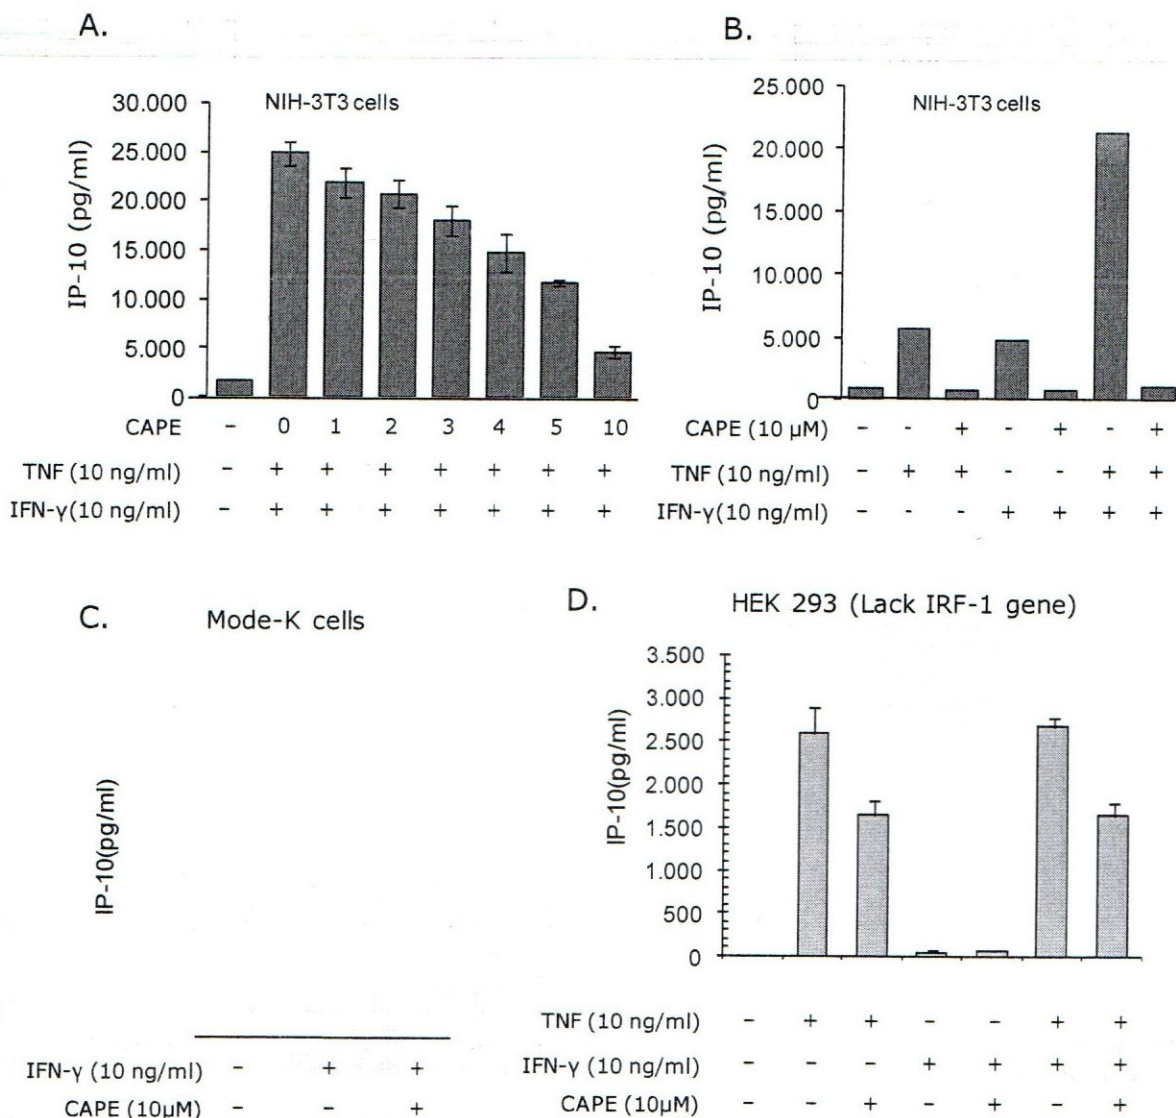 A.
NIH-3T3 cells
IP-10 (pg/ml)
30.000
25.000
20.000
15.000
10.000
5.000
0
CAPE - 0 1 2 3 4 5 10
TNF (10 ng/ml) - + + + + + + +
IFN-γ(10 ng/ml) - + + + + + + +
B.
NIH-3T3 cells
IP-10 (pg/ml)
25.000
20.000
15.000
10.000
5.000
0
CAPE (10 µM) - - + - + - +
TNF (10 ng/ml) - + + - - + +
IFN-γ(10 ng/ml) - - - + + + +
C.
Mode-K cells
IP-10(pg/ml)
IFN-γ (10 ng/ml) - + +
CAPE (10µM) - - +
D.
HEK 293 (Lack IRF-1 gene)
IP-10(pg/ml)
3.500
3.000
2.500
2.000
1.500
1.000
500
0
TNF (10 ng/ml) - + + - - + +
IFN-γ (10 ng/ml) - - - + + + +
CAPE (10µM) - - + - + - +